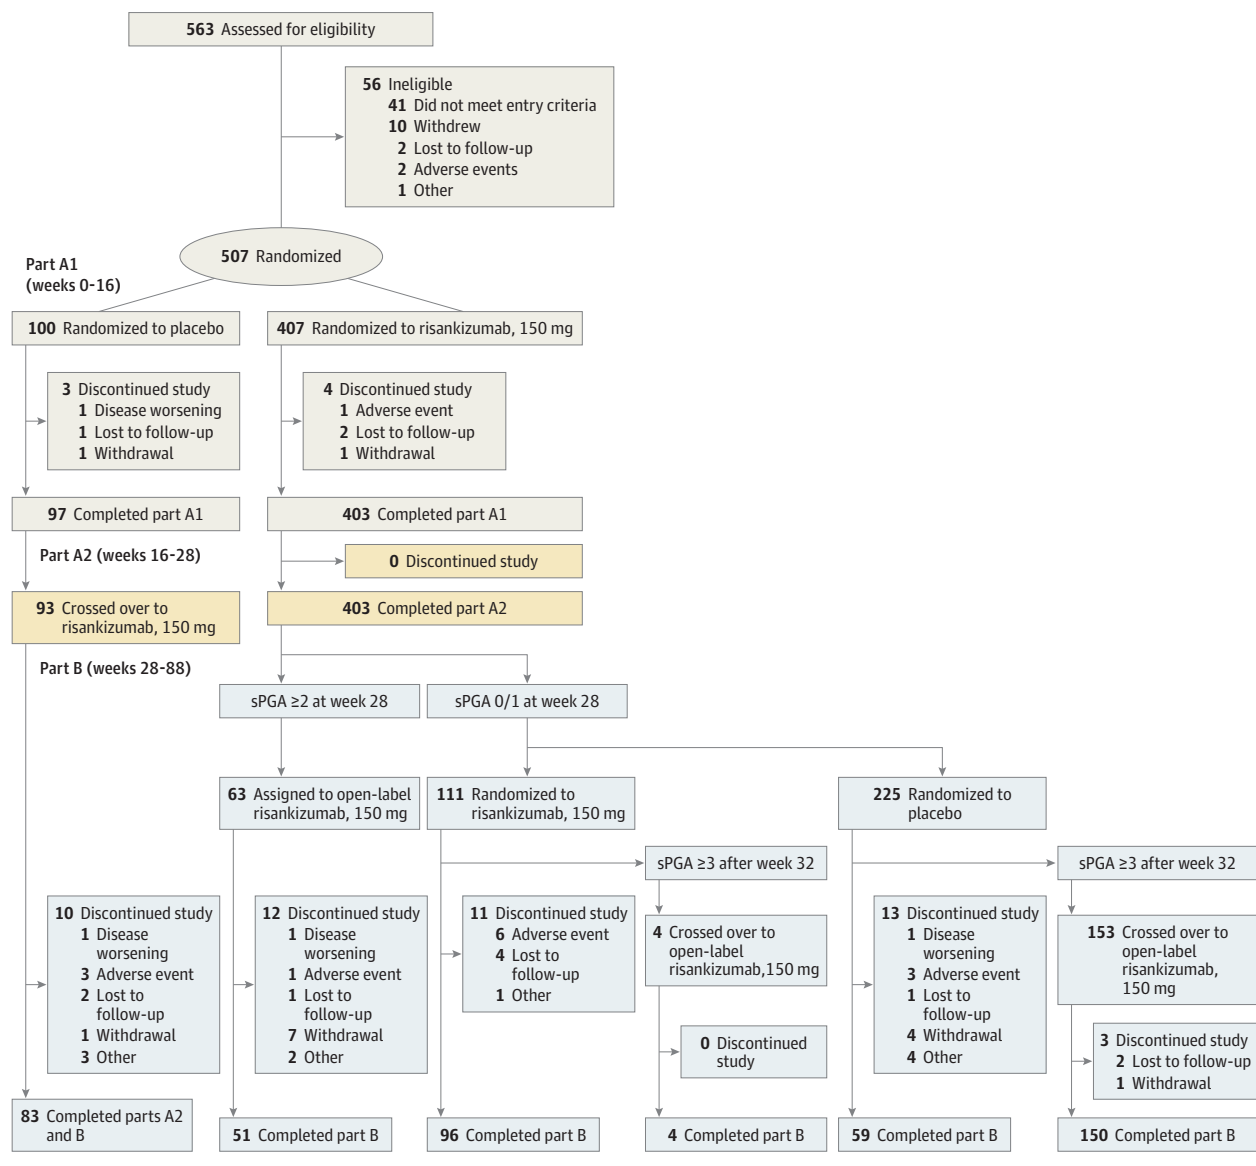 563 Assessed for eligibility
56 Ineligible
41 Did not meet entry criteria
10 Withdrew
2 Lost to follow-up
2 Adverse events
1 Other
507 Randomized
Part A1
(weeks 0-16)
100 Randomized to placebo
407 Randomized to risankizumab, 150 mg
3 Discontinued study
1 Disease worsening
1 Lost to follow-up
1 Withdrawal
4 Discontinued study
1 Adverse event
2 Lost to follow-up
1 Withdrawal
97 Completed part A1
403 Completed part A1
Part A2 (weeks 16-28)
0 Discontinued study
93 Crossed over to
risankizumab, 150 mg
403 Completed part A2
Part B (weeks 28-88)
sPGA ≥2 at week 28
sPGA 0/1 at week 28
63 Assigned to open-label
risankizumab, 150 mg
111 Randomized to
risankizumab, 150 mg
225 Randomized to
placebo
sPGA ≥3 after week 32
sPGA ≥3 after week 32
10 Discontinued study
1 Disease
worsening
3 Adverse event
2 Lost to
follow-up
1 Withdrawal
3 Other
12 Discontinued study
1 Disease
worsening
1 Adverse event
1 Lost to
follow-up
7 Withdrawal
2 Other
11 Discontinued study
6 Adverse event
4 Lost to
follow-up
1 Other
4 Crossed over to
open-label
risankizumab,150 mg
0 Discontinued
study
13 Discontinued study
1 Disease
worsening
3 Adverse event
1 Lost to
follow-up
4 Withdrawal
4 Other
153 Crossed over to
open-label
risankizumab,
150 mg
3 Discontinued study
2 Lost to follow-up
1 Withdrawal
83 Completed parts A2
and B
51 Completed part B
96 Completed part B
4 Completed part B
59 Completed part B
150 Completed part B